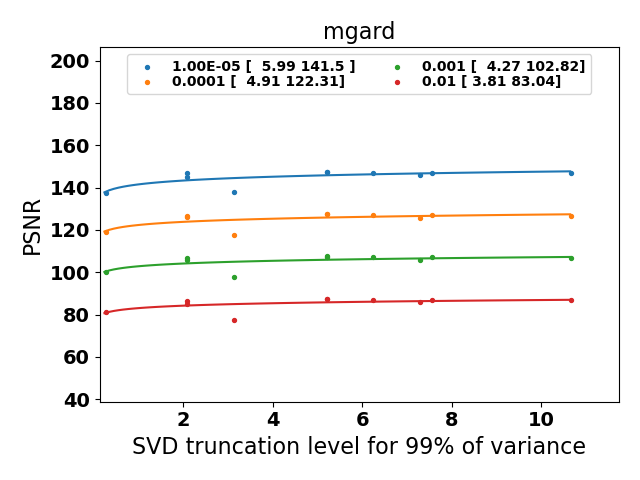 mgard
1.00E-05 [  5.99 141.5 ]
0.0001 [  4.91 122.31]
0.001 [  4.27 102.82]
0.01 [ 3.81 83.04]
200
180
160
140
120
100
80
60
40
PSNR
2 4 6 8 10
SVD truncation level for 99% of variance